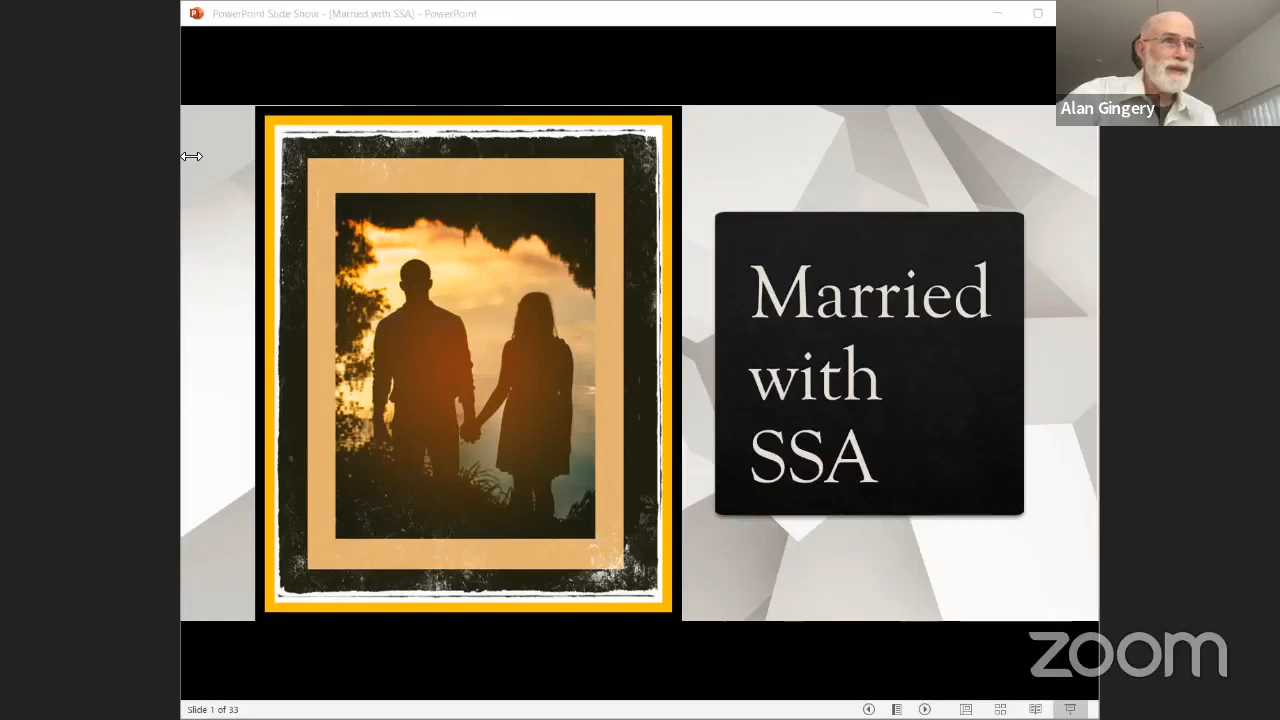 PowerPoint Slide Show - [Married with SSA] - PowerPoint
Alan Gingery
Married
with
SSA
zoom
Slide 1 of 33